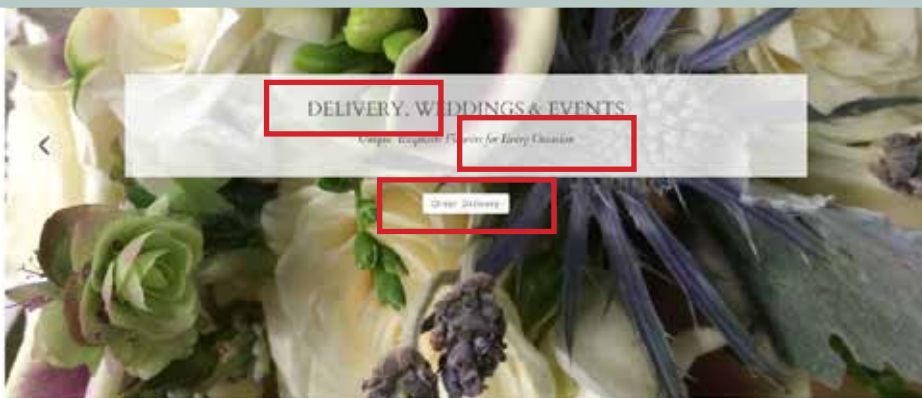 DELIVERY, WEDDINGS & EVENTS
Unique, Exquisite Flowers for Every Occasion
Order Delivery